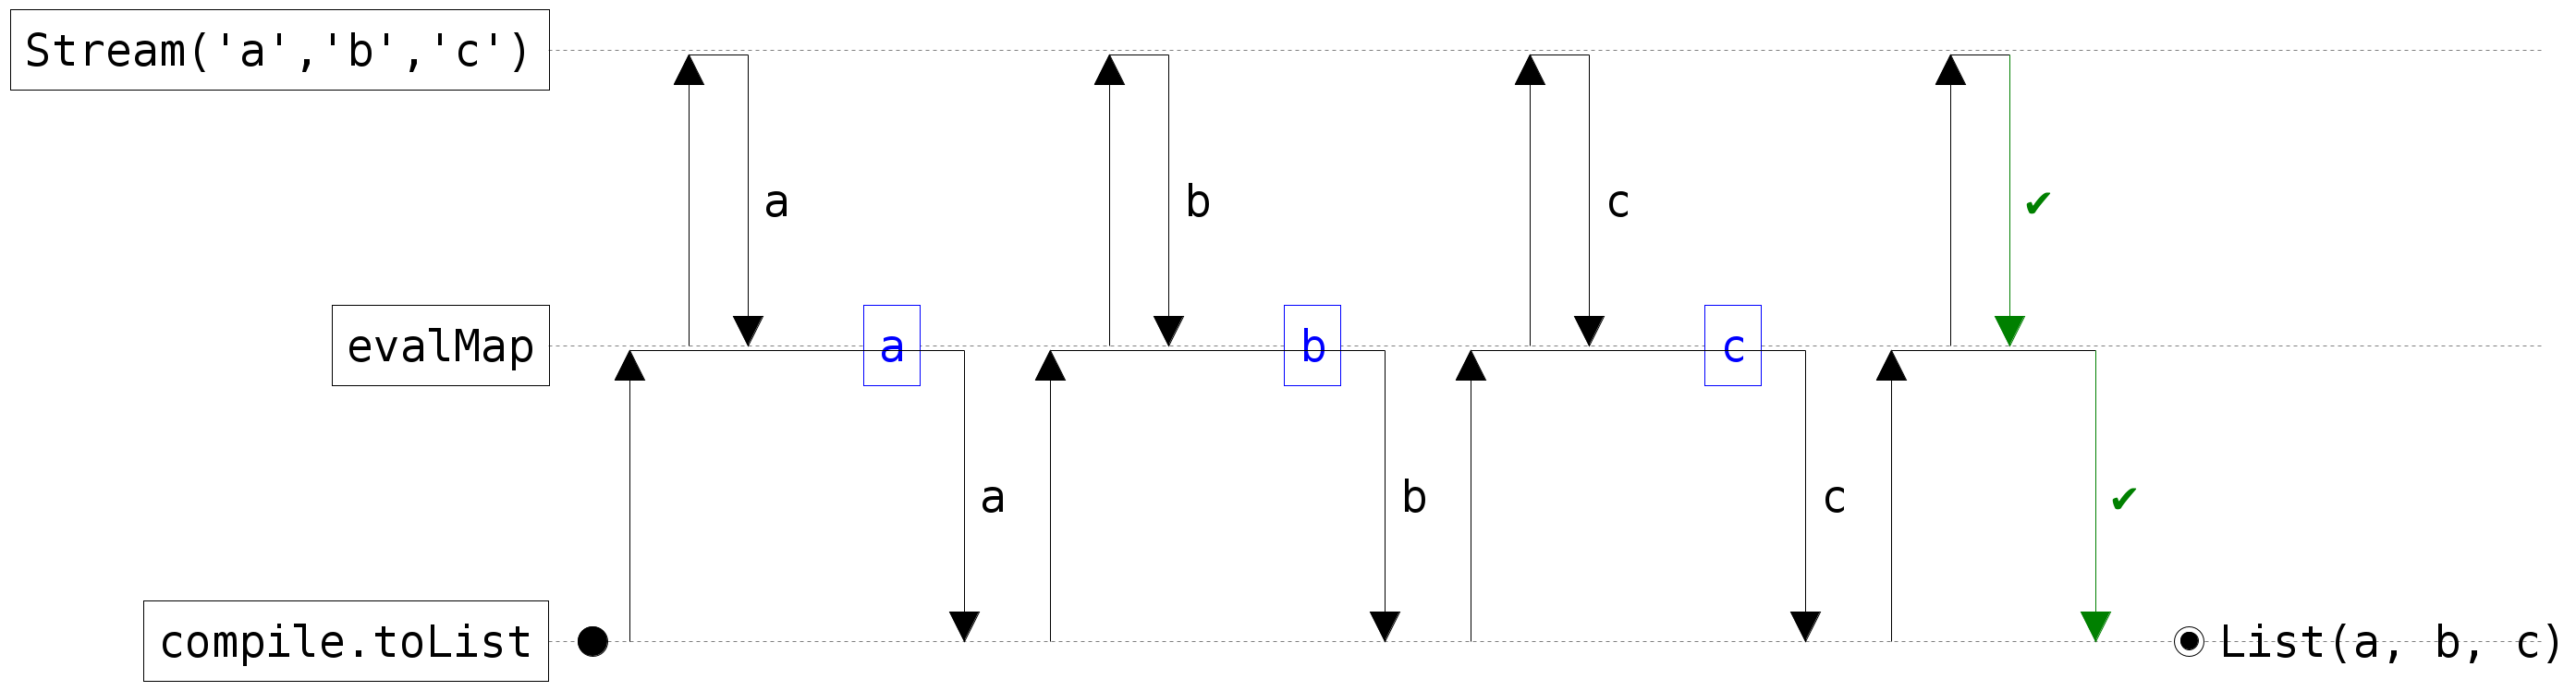 Stream('a','b','c')
a
b
c
✔
evalMap
a
b
c
a
b
c
✔
compile.toList
List(a, b, c)